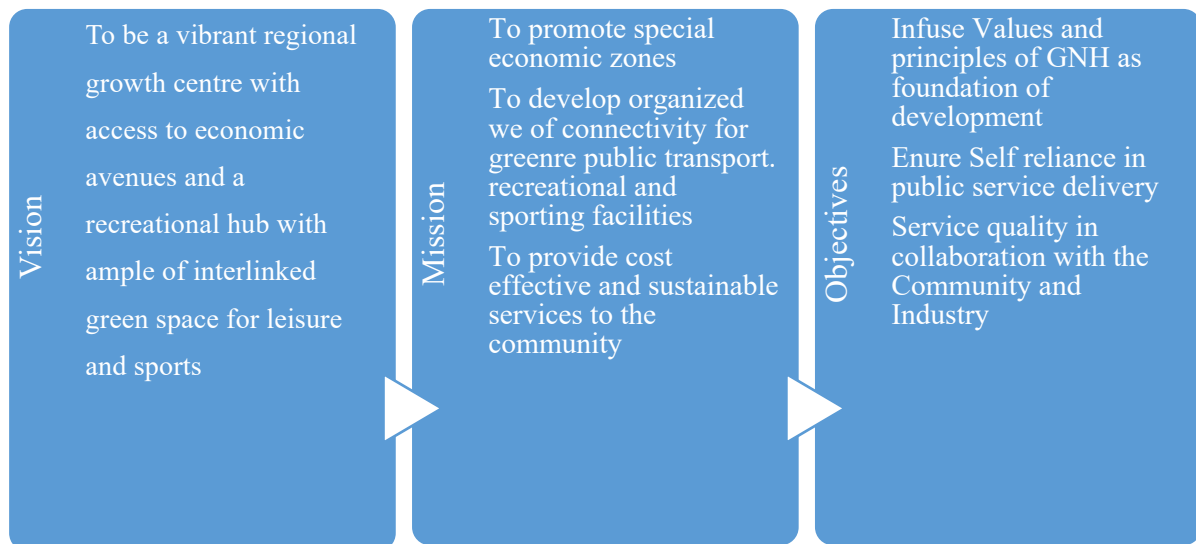 Vision
To be a vibrant regional
growth centre with
access to economic
avenues and a
recreational hub with
ample of interlinked
green space for leisure
and sports
Mission
To promote special
economic zones
To develop organized
we of connectivity for
greenre public transport.
recreational and
sporting facilities
To provide cost
effective and sustainable
services to the
community
Objectives
Infuse Values and
principles of GNH as
foundation of
development
Enure Self reliance in
public service delivery
Service quality in
collaboration with the
Community and
Industry